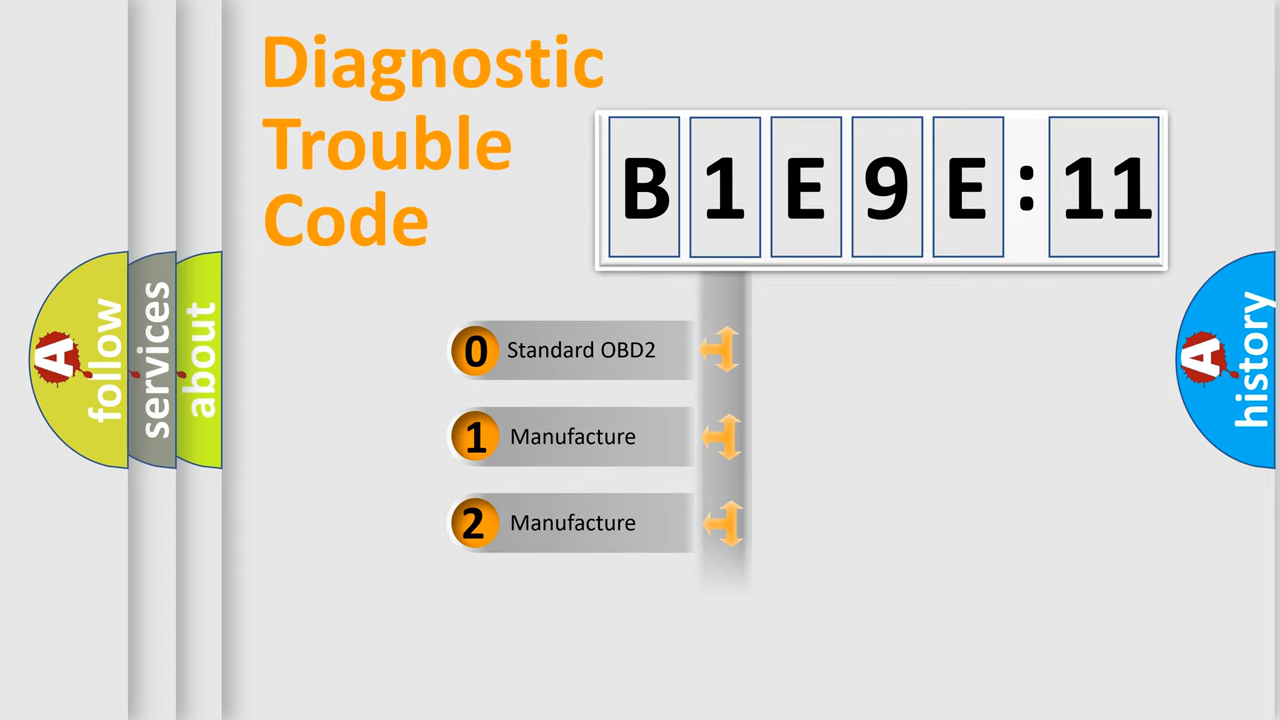 Diagnostic
Trouble
Code
B 1 E 9 E : 11
0 Standard OBD2
1 Manufacture
2 Manufacture
A follow
services
about
A history